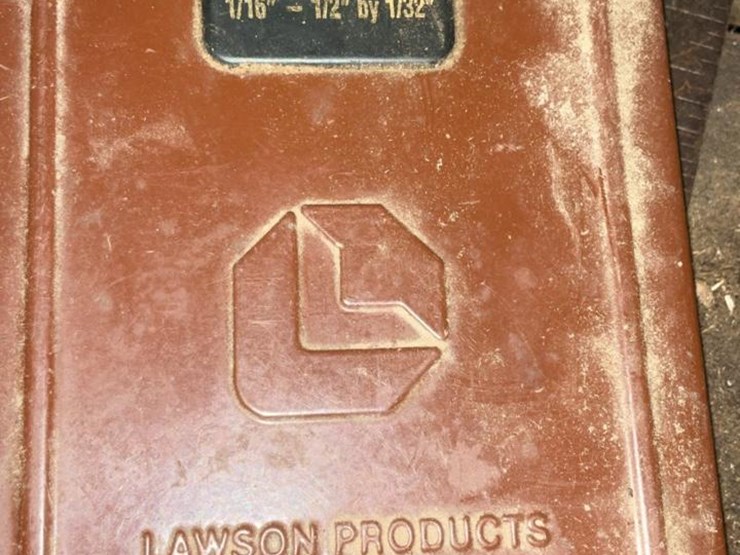 1/16" – 1/2" by 1/32"
LAWSON PRODUCTS